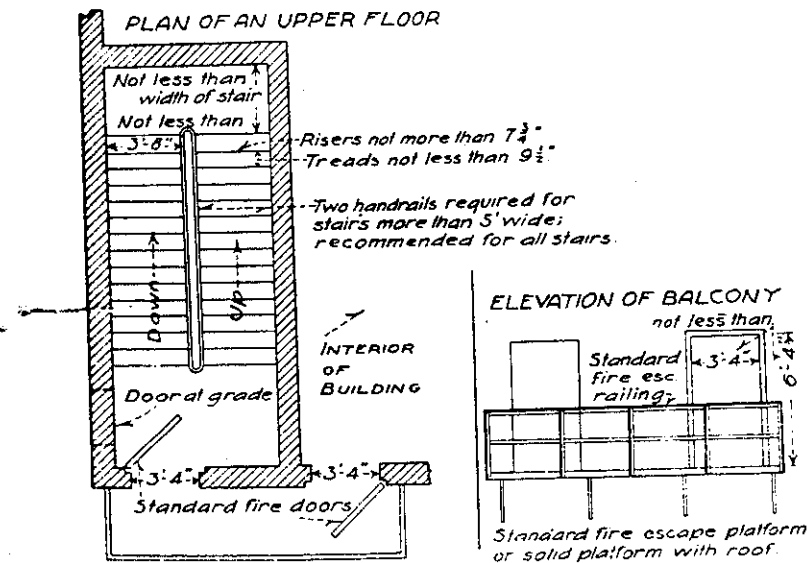 PLAN OF AN UPPER FLOOR
Not less than
width of stair
Not less than
3'-8"
Risers not more than 7 3/4"
Treads not less than 9 1/2"
Two handrails required for
stairs more than 5' wide;
recommended for all stairs.
Down
Up
INTERIOR
OF
BUILDING
Door at grade
3'-4"
3'-4"
Standard fire doors
ELEVATION OF BALCONY
not less than
3'-4"
6'-4"
Standard
fire esc.
railing
Standard fire escape platform
or solid platform with roof.